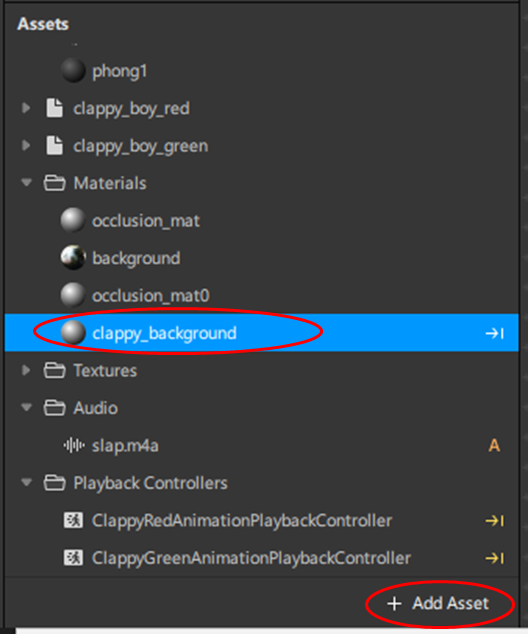 Assets
phong1
clappy_boy_red
clappy_boy_green
Materials
occlusion_mat
background
occlusion_mat0
clappy_background
Textures
Audio
slap.m4a A
Playback Controllers
ClappyRedAnimationPlaybackController
ClappyGreenAnimationPlaybackController
+ Add Asset